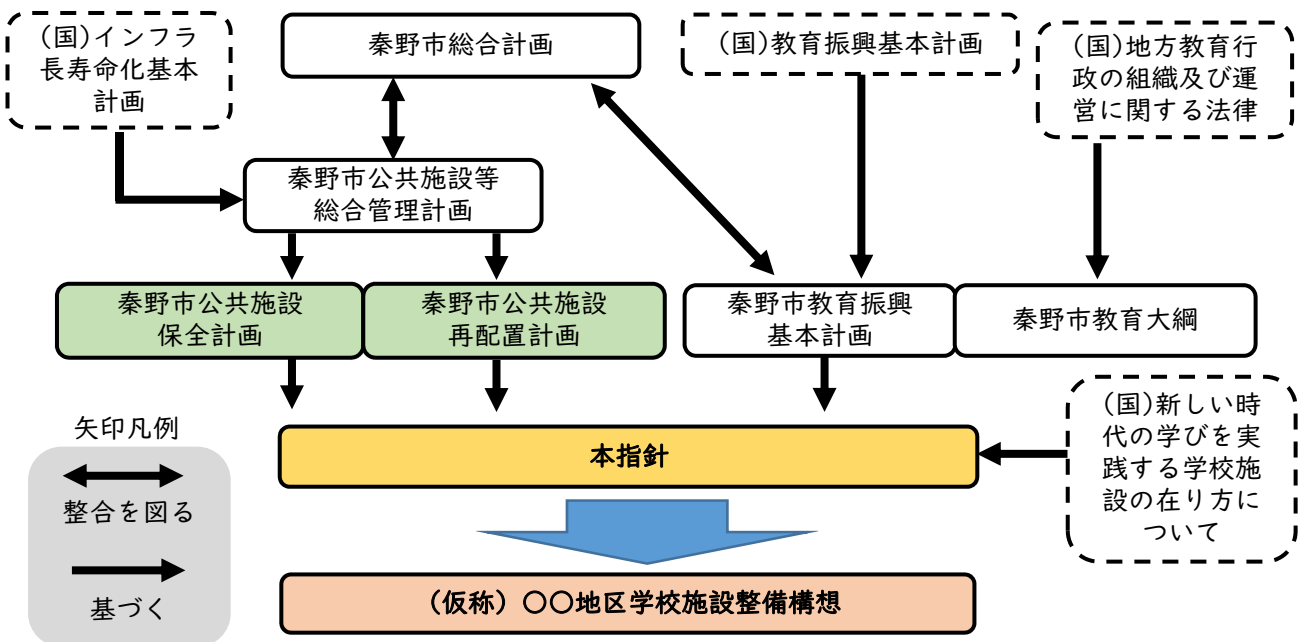 (国)インフラ
長寿命化基本
計画
秦野市総合計画
(国)教育振興基本計画
(国)地方教育行
政の組織及び運
営に関する法律
秦野市公共施設等
総合管理計画
秦野市公共施設
保全計画
秦野市公共施設
再配置計画
秦野市教育振興
基本計画
秦野市教育大綱
(国)新しい時
代の学びを実
践する学校施
設の在り方に
ついて
矢印凡例
整合を図る
基づく
本指針
(仮称)○○地区学校施設整備構想